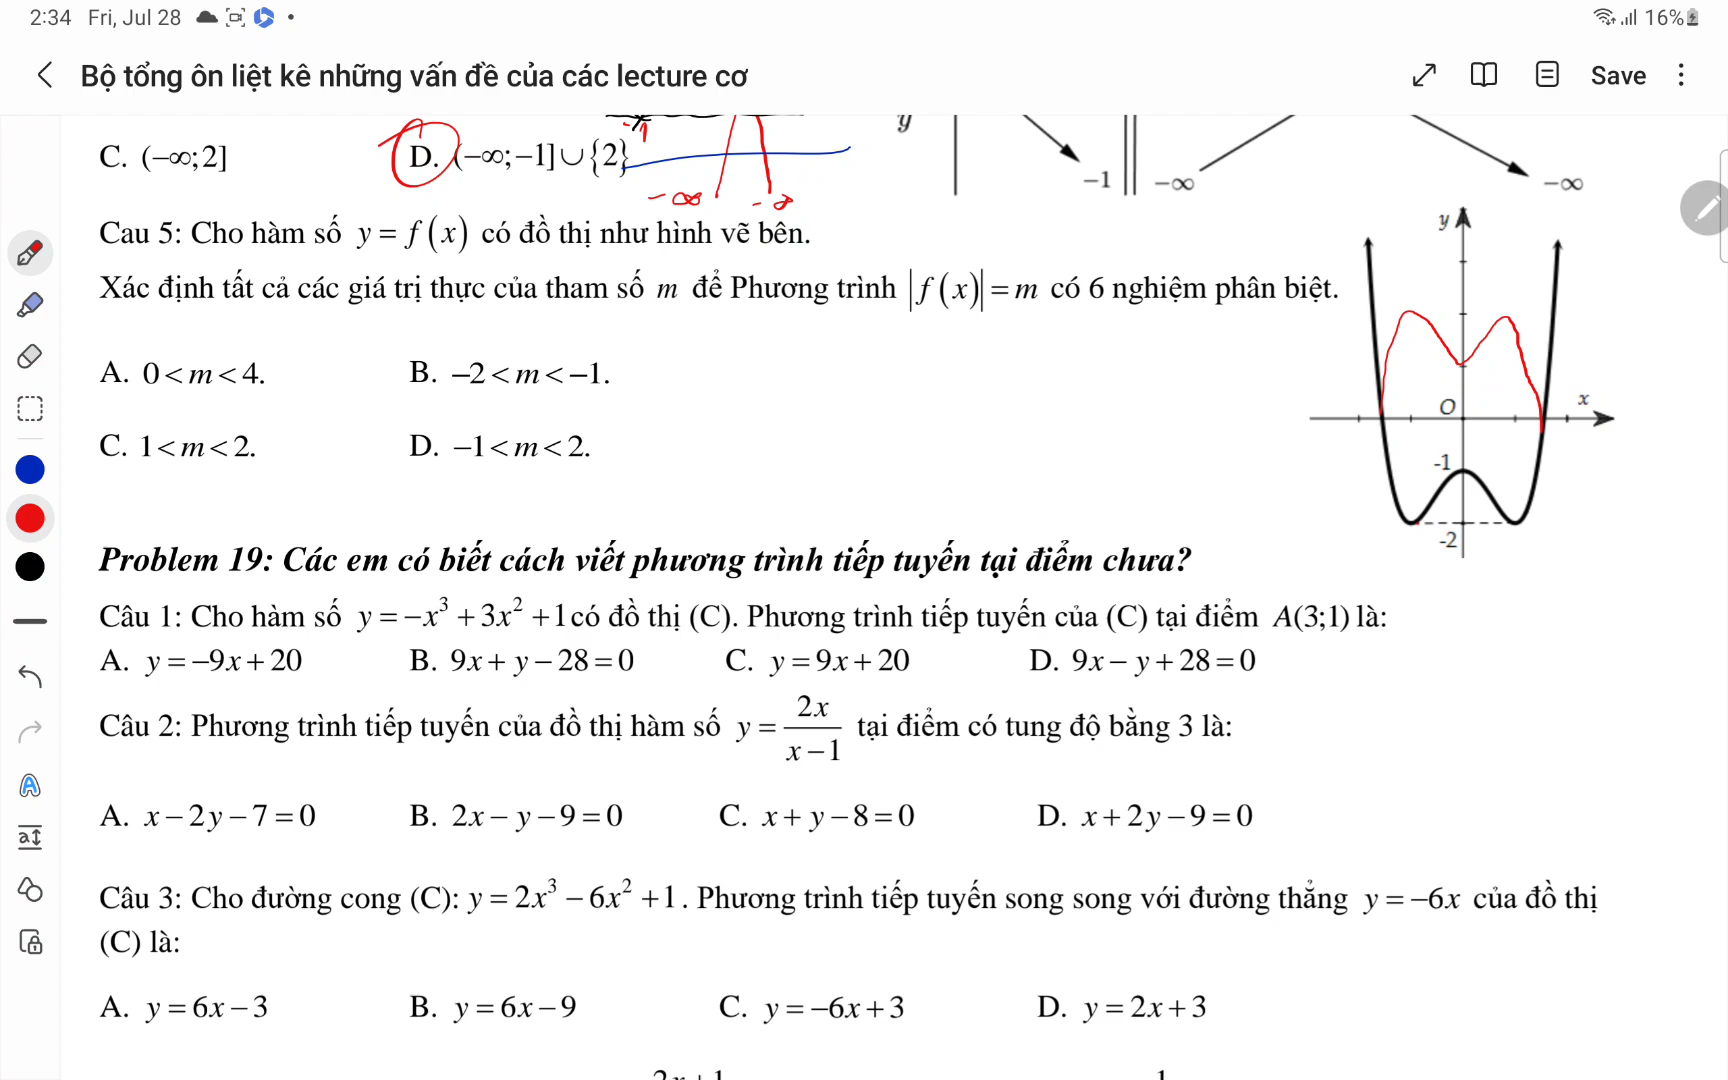 2:34 Fri, Jul 28 16%
Bộ tổng ôn liệt kê những vấn đề của các lecture cơ Save
C. (−∞;2] D. (−∞;−1]∪{2} y −1 −∞ −∞
-1
-∞ -∞
Cau 5: Cho hàm số y = f(x) có đồ thị như hình vẽ bên.
Xác định tất cả các giá trị thực của tham số m để Phương trình |f(x)| = m có 6 nghiệm phân biệt.
A. 0 < m < 4. B. −2 < m < −1.
C. 1 < m < 2. D. −1 < m < 2.
y
O x
-1
-2
Problem 19: Các em có biết cách viết phương trình tiếp tuyến tại điểm chưa?
Câu 1: Cho hàm số y = −x³ + 3x² + 1 có đồ thị (C). Phương trình tiếp tuyến của (C) tại điểm A(3;1) là:
A. y = −9x + 20 B. 9x + y − 28 = 0 C. y = 9x + 20 D. 9x − y + 28 = 0
Câu 2: Phương trình tiếp tuyến của đồ thị hàm số y = 2x/(x − 1) tại điểm có tung độ bằng 3 là:
A. x − 2y − 7 = 0 B. 2x − y − 9 = 0 C. x + y − 8 = 0 D. x + 2y − 9 = 0
Câu 3: Cho đường cong (C): y = 2x³ − 6x² + 1. Phương trình tiếp tuyến song song với đường thẳng y = −6x của đồ thị
(C) là:
A. y = 6x − 3 B. y = 6x − 9 C. y = −6x + 3 D. y = 2x + 3